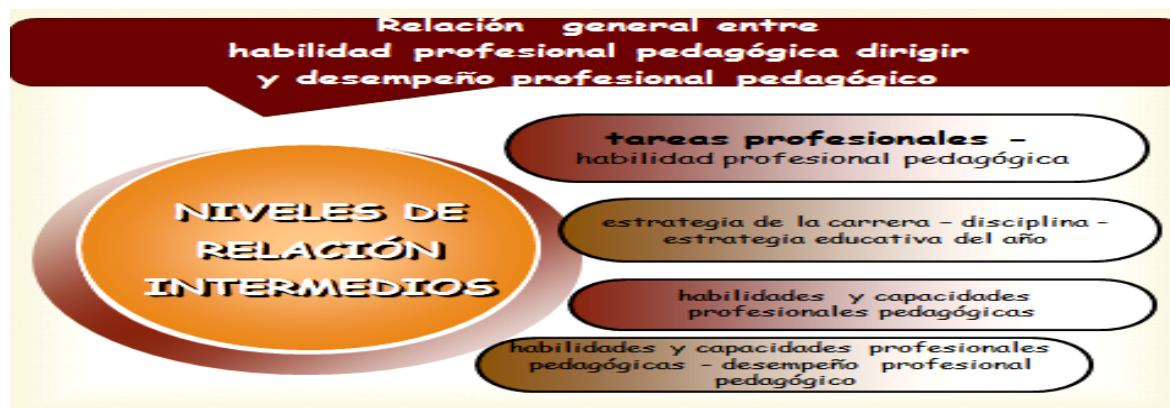 Relación general entre
habilidad profesional pedagógica dirigir
y desempeño profesional pedagógico
NIVELES DE
RELACIÓN
INTERMEDIOS
tareas profesionales -
habilidad profesional pedagógica
estrategia de la carrera - disciplina -
estrategia educativa del año
habilidades y capacidades
profesionales pedagógicas
habilidades y capacidades profesionales
pedagógicas - desempeño profesional
pedagógico